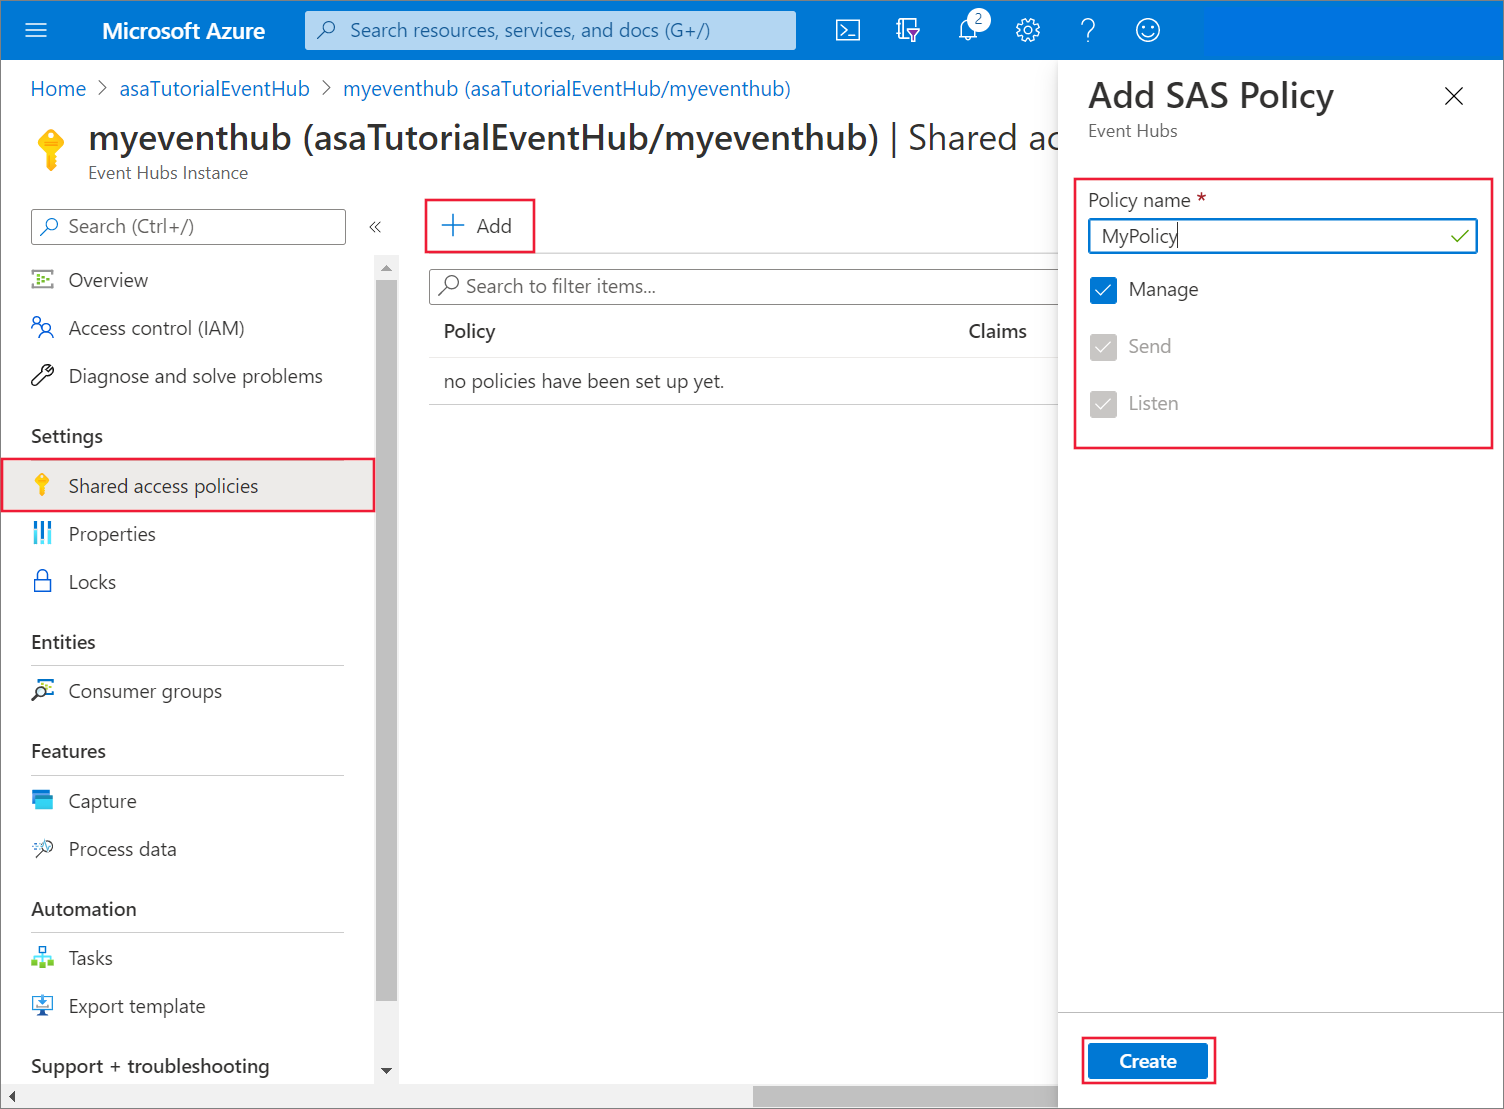 Microsoft Azure
Search resources, services, and docs (G+/)
2
Home > asaTutorialEventHub > myeventhub (asaTutorialEventHub/myeventhub)
myeventhub (asaTutorialEventHub/myeventhub) | Shared ac
Event Hubs Instance
Search (Ctrl+/)
«
Overview
Access control (IAM)
Diagnose and solve problems
Settings
Shared access policies
Properties
Locks
Entities
Consumer groups
Features
Capture
Process data
Automation
Tasks
Export template
Support + troubleshooting
Add
Search to filter items...
Policy Claims
no policies have been set up yet.
Add SAS Policy
Event Hubs
Policy name *
MyPolicy
Manage
Send
Listen
Create